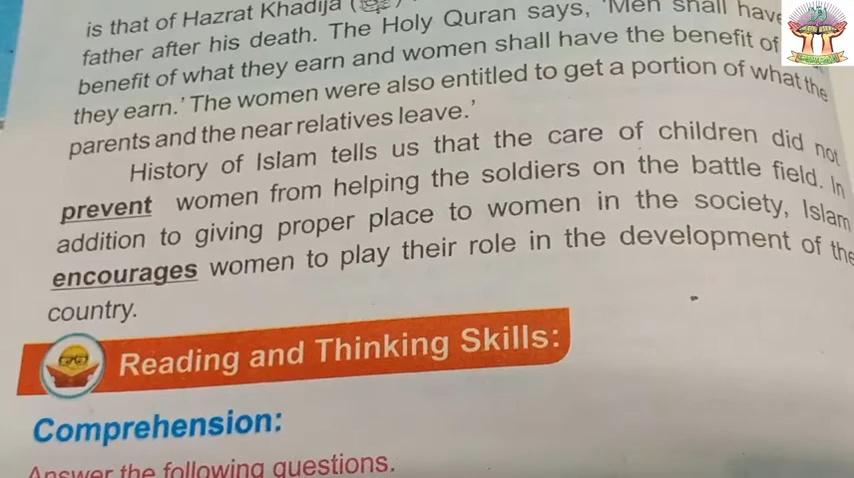 is that of Hazrat Khadija (
father after his death. The Holy Quran says, 'Men shall have
benefit of what they earn and women shall have the benefit of
they earn.' The women were also entitled to get a portion of what the
parents and the near relatives leave.'
History of Islam tells us that the care of children did not
prevent women from helping the soldiers on the battle field. In
addition to giving proper place to women in the society, Islam
encourages women to play their role in the development of the
country.
Reading and Thinking Skills:
Comprehension:
Answer the following questions.